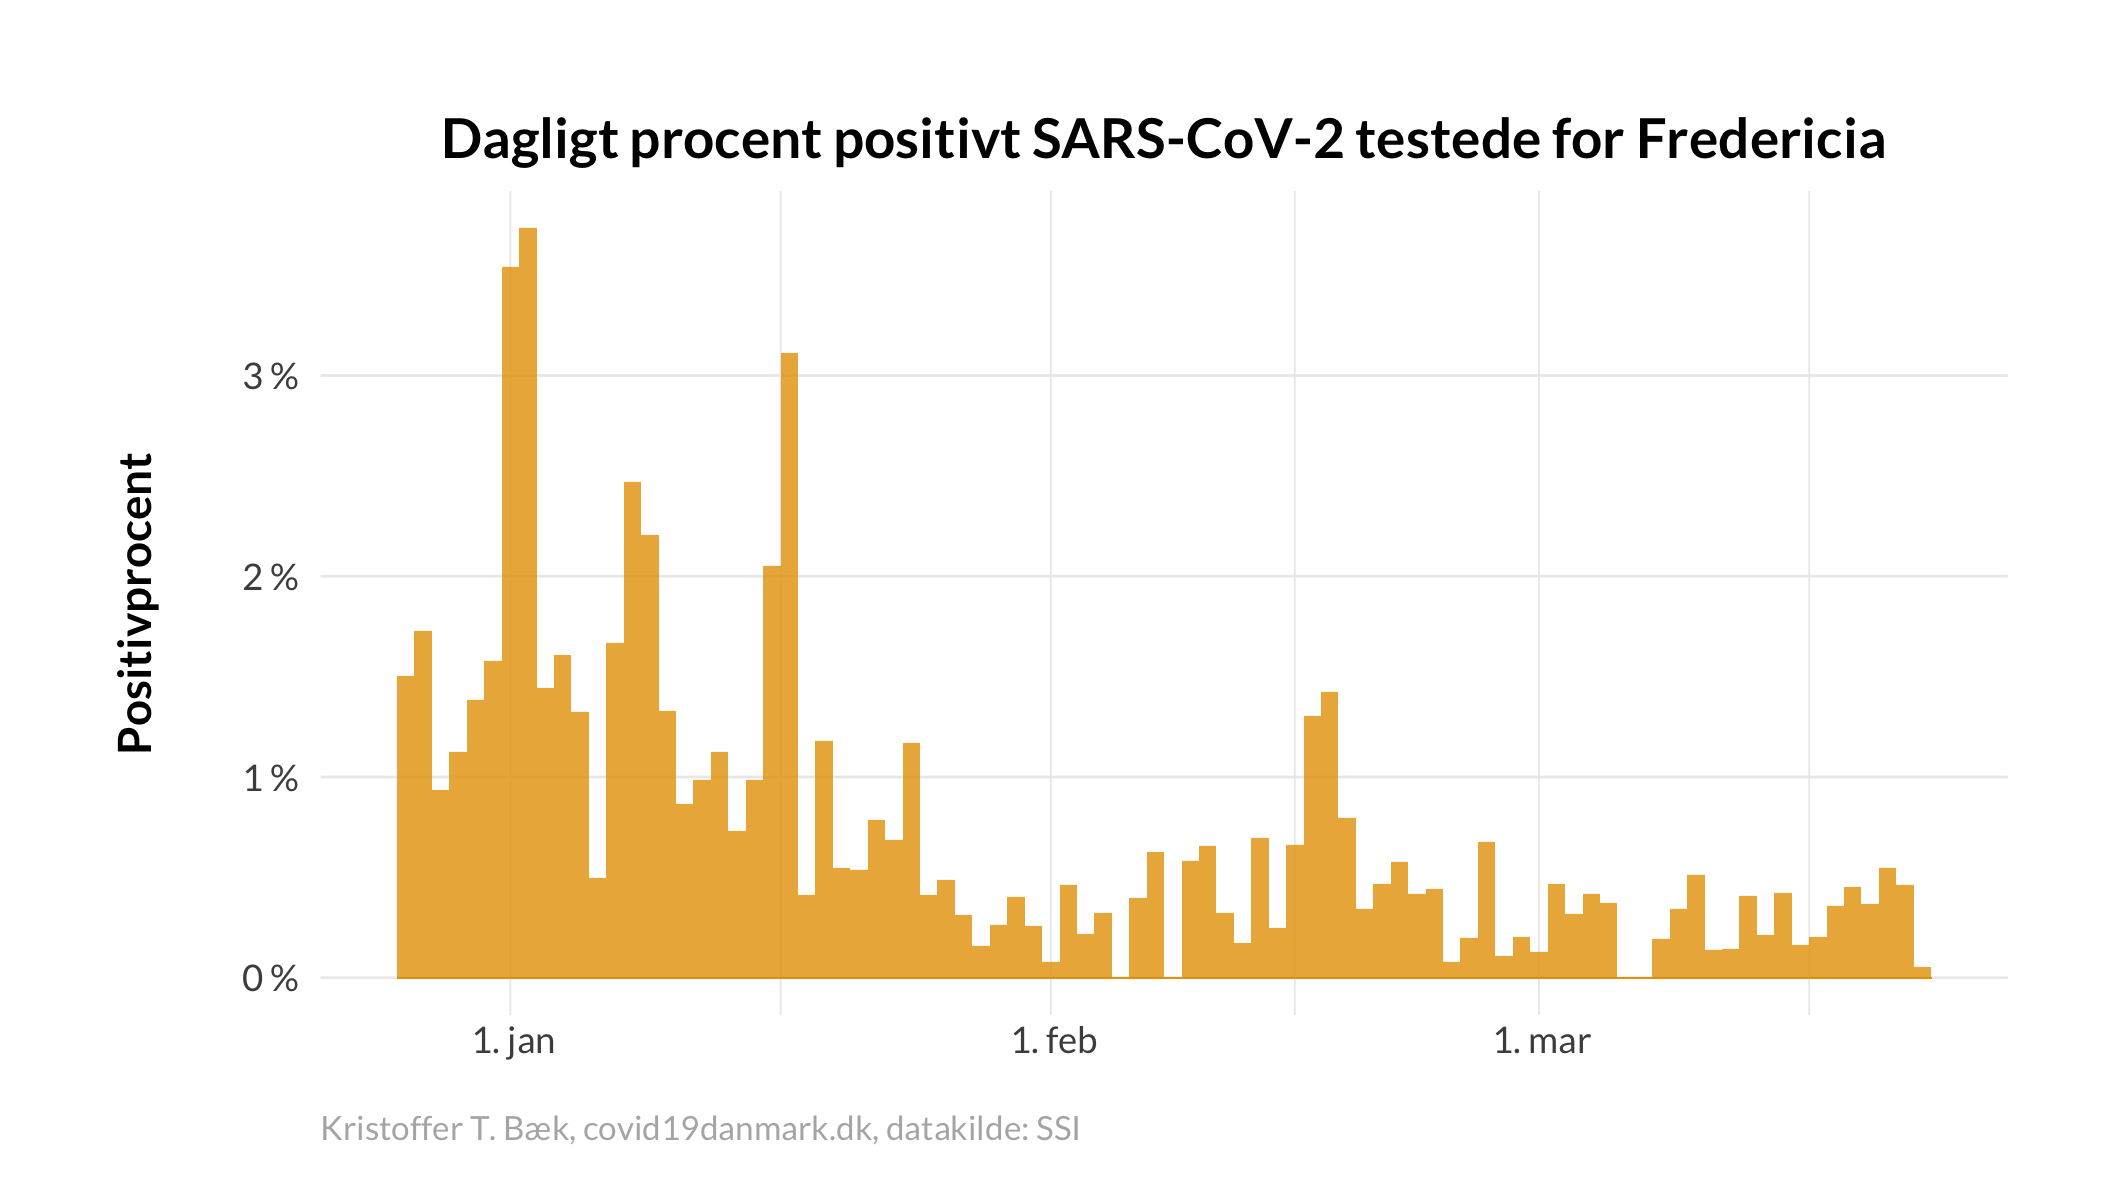 Dagligt procent positivt SARS-CoV-2 testede for Fredericia
Positivprocent
3 %
2 %
1 %
0 %
1. jan
1. feb
1. mar
Kristoffer T. Bæk, covid19danmark.dk, datakilde: SSI